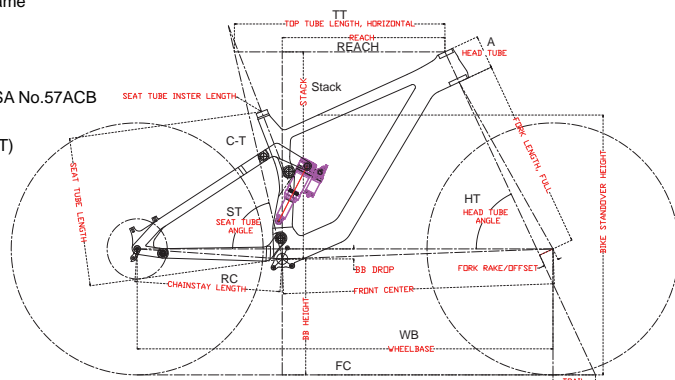 ame
TT
TOP TUBE LENGTH, HORIZONTAL
REACH
REACH
A
HEAD TUBE
Stack
STACK
SA No.57ACB
SEAT TUBE INSTER LENGTH
T)
C-T
FORK LENGTH, FULL
BIKE STANDOVER HEIGHT
SEAT TUBE LENGTH
ST
SEAT TUBE
ANGLE
HT
HEAD TUBE
ANGLE
BB DROP
FORK RAKE/OFFSET
RC
CHAINSTAY LENGTH
FRONT CENTER
BB HEIGHT
WB
WHEELBASE
FC
TRAIL